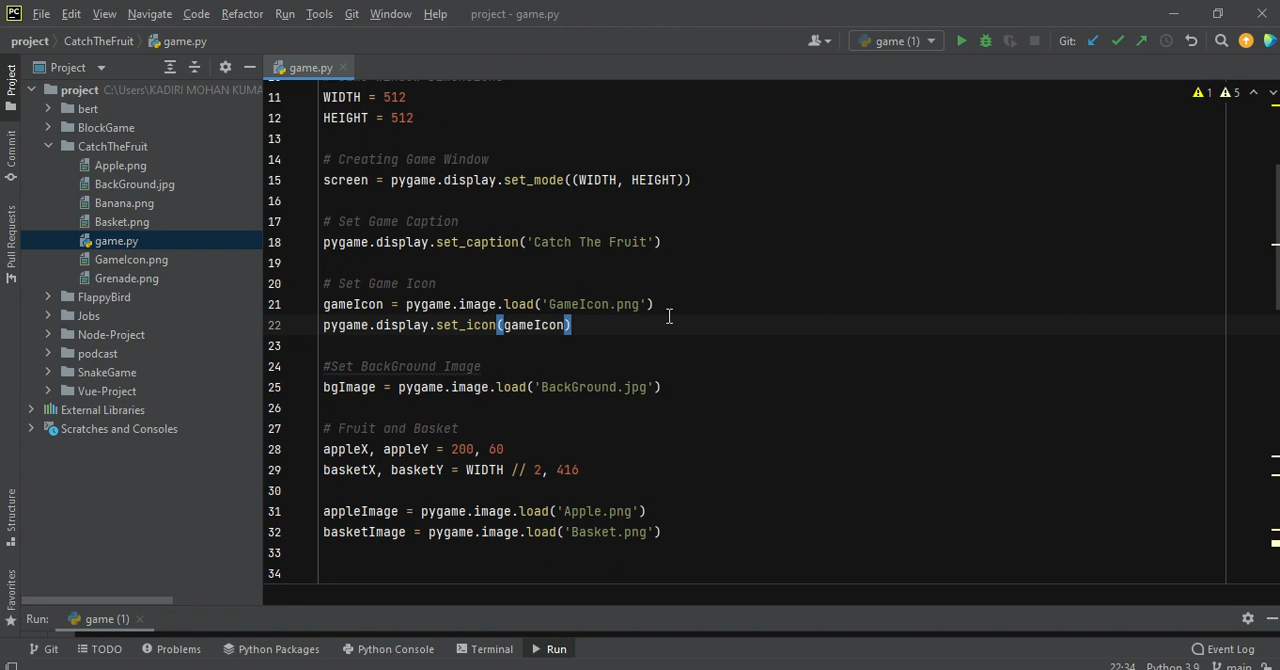 PC File Edit View Navigate Code Refactor Run Tools Git Window Help project - game.py
project CatchTheFruit game.py game (1) Git:
Project game.py
project C:\Users\KADIRI MOHAN KUMA
bert
BlockGame
CatchTheFruit
Apple.png
BackGround.jpg
Banana.png
Basket.png
game.py
GameIcon.png
Grenade.png
FlappyBird
Jobs
Node-Project
podcast
SnakeGame
Vue-Project
External Libraries
Scratches and Consoles
Project
Commit
Pull Requests
Structure
Favorites
1 5
11 WIDTH = 512
12 HEIGHT = 512
13
14 # Creating Game Window
15 screen = pygame.display.set_mode((WIDTH, HEIGHT))
16
17 # Set Game Caption
18 pygame.display.set_caption('Catch The Fruit')
19
20 # Set Game Icon
21 gameIcon = pygame.image.load('GameIcon.png')
22 pygame.display.set_icon(gameIcon)
23
24 #Set BackGround Image
25 bgImage = pygame.image.load('BackGround.jpg')
26
27 # Fruit and Basket
28 appleX, appleY = 200, 60
29 basketX, basketY = WIDTH // 2, 416
30
31 appleImage = pygame.image.load('Apple.png')
32 basketImage = pygame.image.load('Basket.png')
33
34
Run: game (1)
Git TODO Problems Python Packages Python Console Terminal Run Event Log
22:34 Python 3.9 main